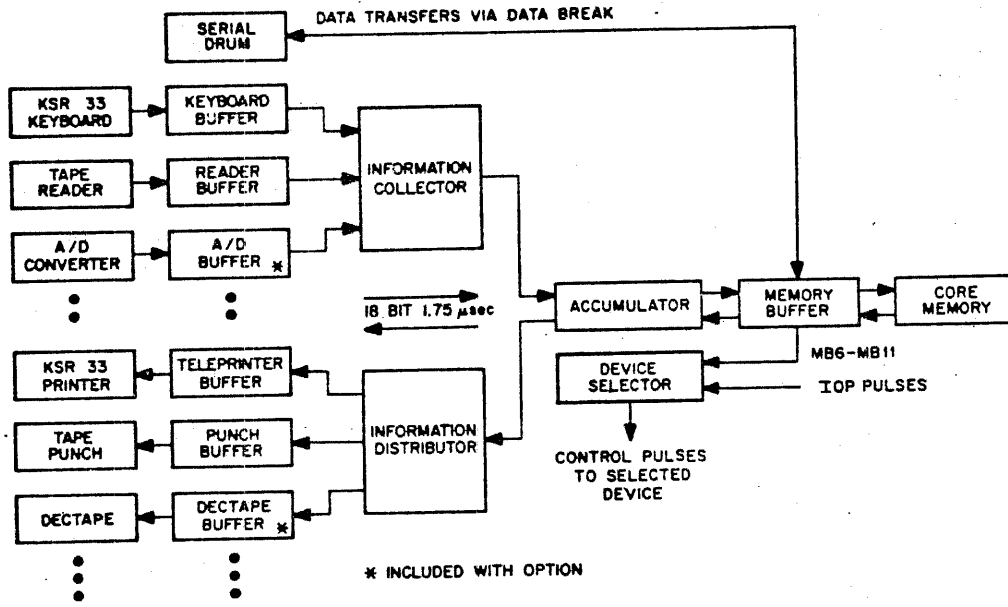 DATA TRANSFERS VIA DATA BREAK
SERIAL
DRUM
KSR 33
KEYBOARD
KEYBOARD
BUFFER
TAPE
READER
READER
BUFFER
INFORMATION
COLLECTOR
A/D
CONVERTER
A/D
BUFFER *
18 BIT 1.75 μsec
ACCUMULATOR
MEMORY
BUFFER
CORE
MEMORY
MB6-MB11
DEVICE
SELECTOR
IOP PULSES
CONTROL PULSES
TO SELECTED
DEVICE
KSR 33
PRINTER
TELEPRINTER
BUFFER
TAPE
PUNCH
PUNCH
BUFFER
INFORMATION
DISTRIBUTOR
DECTAPE
DECTAPE
BUFFER *
* INCLUDED WITH OPTION